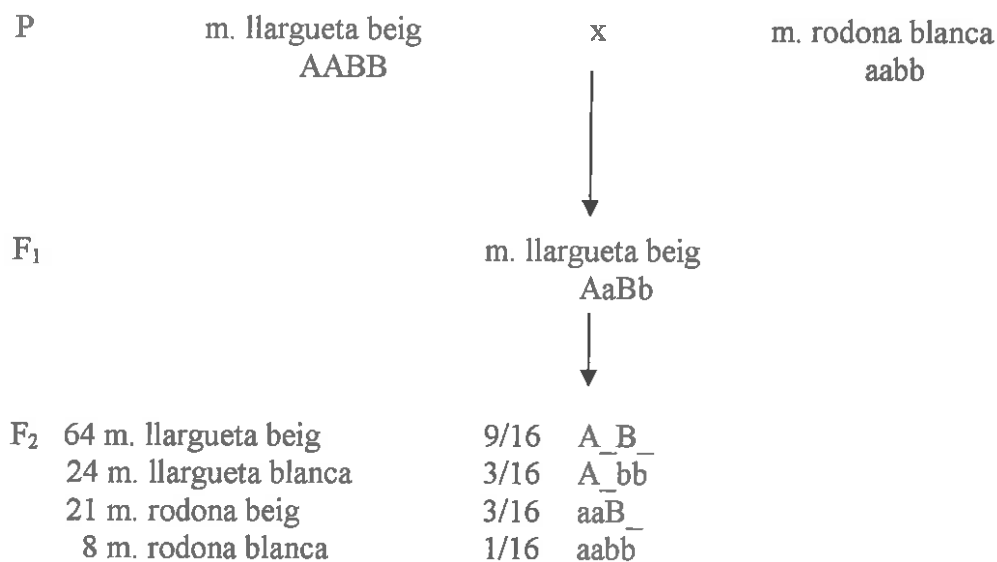 P m. llargueta beig x m. rodona blanca
AABB aabb
F₁ m. llargueta beig
AaBb
F₂ 64 m. llargueta beig 9/16 A_B_
24 m. llargueta blanca 3/16 A_bb
21 m. rodona beig 3/16 aaB_
8 m. rodona blanca 1/16 aabb